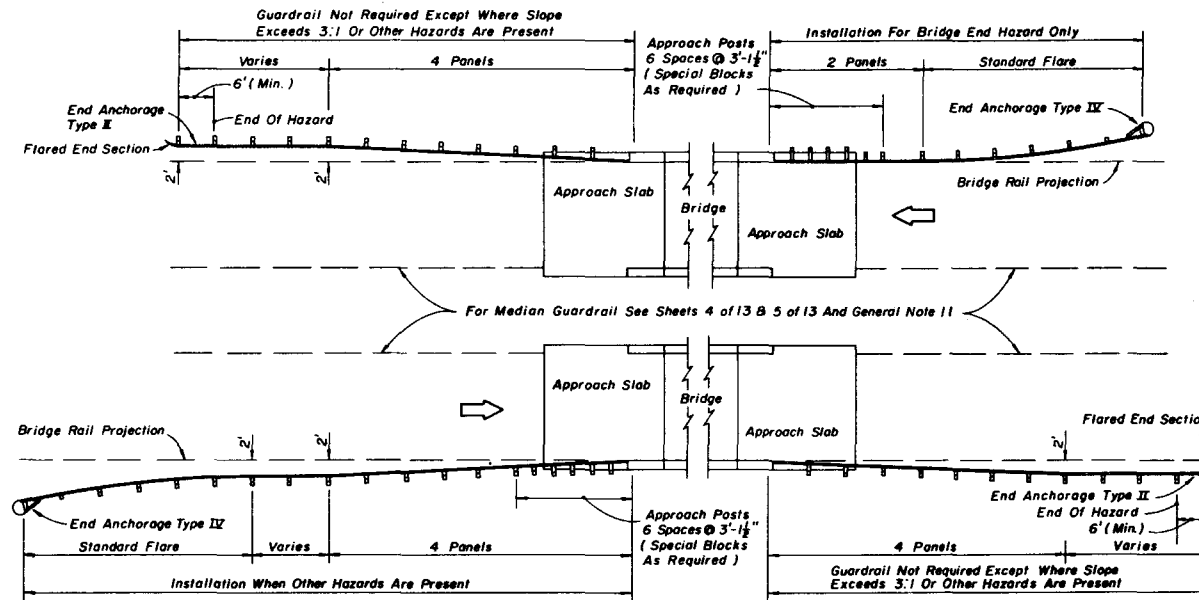 Guardrail Not Required Except Where Slope
Exceeds 3:1 Or Other Hazards Are Present
Approach Posts
6 Spaces @ 3'-1½"
( Special Blocks
As Required )
Installation For Bridge End Hazard Only
Varies
4 Panels
2 Panels
Standard Flare
6' (Min.)
End Anchorage
Type II
End Of Hazard
End Anchorage
Type IV
Flared End Section
2'
2'
Bridge Rail Projection
Approach Slab
Bridge
Approach Slab
For Median Guardrail See Sheets 4 of 13 & 5 of 13 And General Note 11
Approach Slab
Bridge
Approach Slab
Flared End Sectio
Bridge Rail Projection
2'
2'
2'
End Anchorage Type IV
End Anchorage
Type II
End Of Hazard
6' (Min.)
Approach Posts
6 Spaces @ 3'-1½"
( Special Blocks
As Required )
Standard Flare
Varies
4 Panels
4 Panels
Varies
Installation When Other Hazards Are Present
Guardrail Not Required Except Where Slope
Exceeds 3:1 Or Other Hazards Are Present